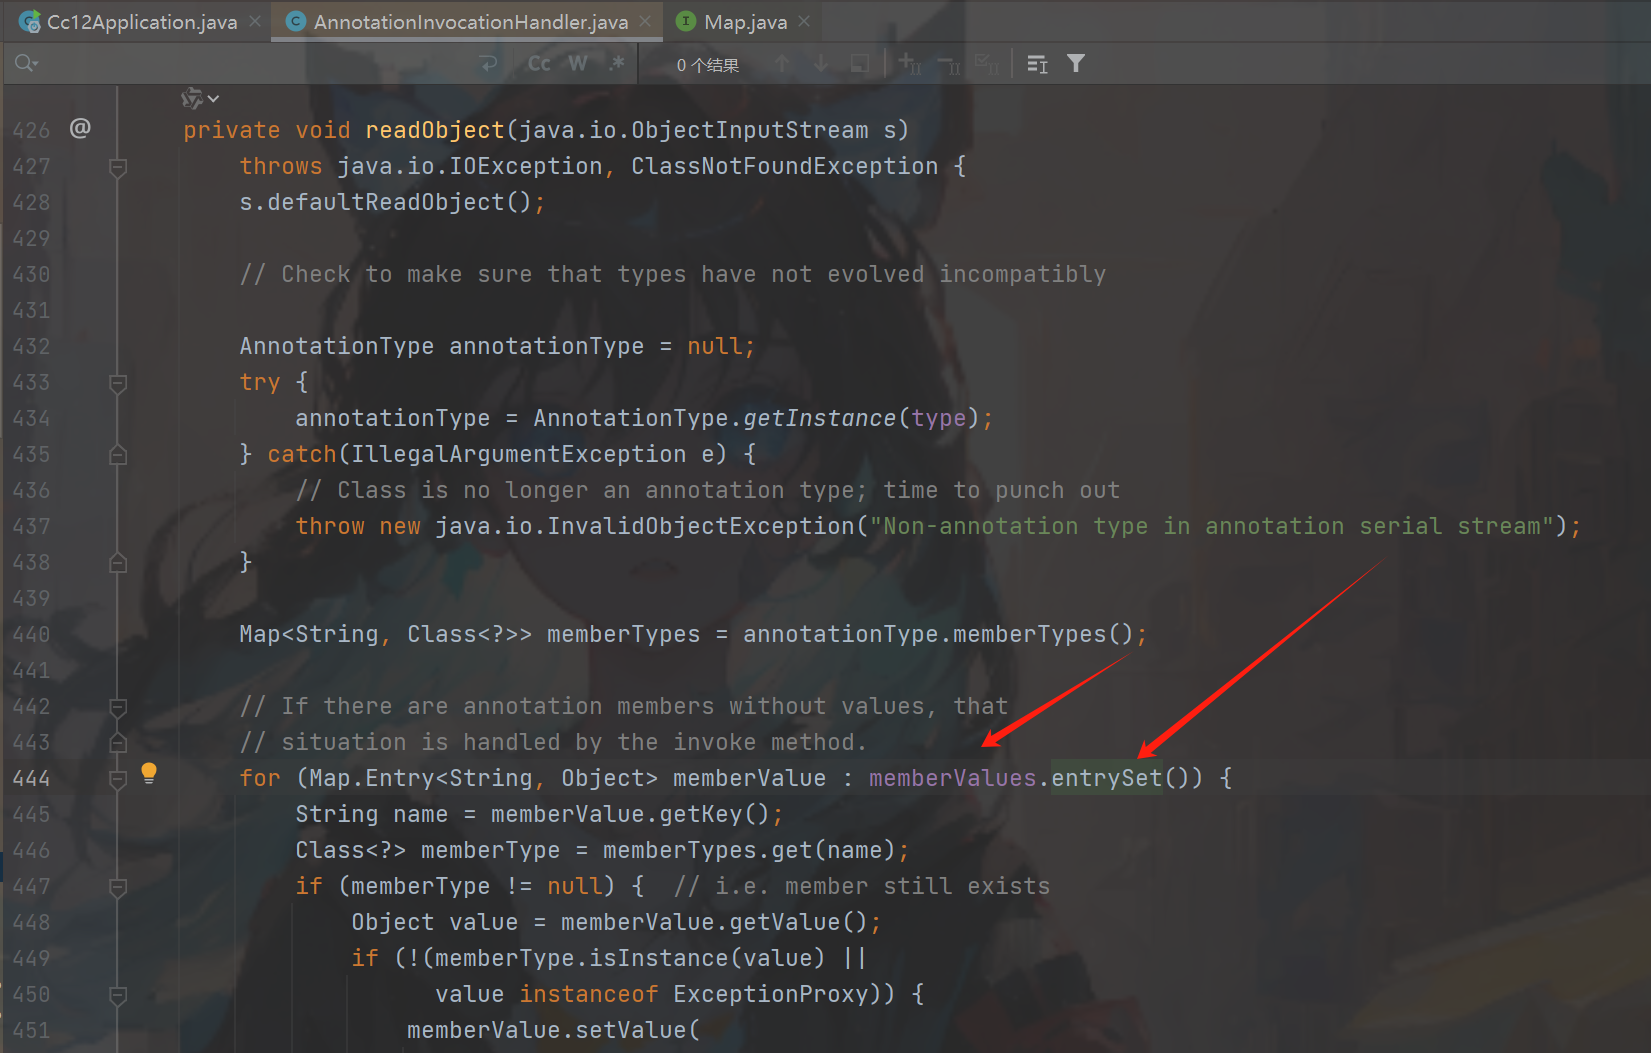 Cc12Application.java
AnnotationInvocationHandler.java
Map.java
Cc W .* 0 个结果
426 @ private void readObject(java.io.ObjectInputStream s)
427 throws java.io.IOException, ClassNotFoundException {
428 s.defaultReadObject();
429
430 // Check to make sure that types have not evolved incompatibly
431
432 AnnotationType annotationType = null;
433 try {
434 annotationType = AnnotationType.getInstance(type);
435 } catch(IllegalArgumentException e) {
436 // Class is no longer an annotation type; time to punch out
437 throw new java.io.InvalidObjectException("Non-annotation type in annotation serial stream");
438 }
439
440 Map<String, Class<?>> memberTypes = annotationType.memberTypes();
441
442 // If there are annotation members without values, that
443 // situation is handled by the invoke method.
444 for (Map.Entry<String, Object> memberValue : memberValues.entrySet()) {
445 String name = memberValue.getKey();
446 Class<?> memberType = memberTypes.get(name);
447 if (memberType != null) { // i.e. member still exists
448 Object value = memberValue.getValue();
449 if (!(memberType.isInstance(value) ||
450 value instanceof ExceptionProxy)) {
451 memberValue.setValue(